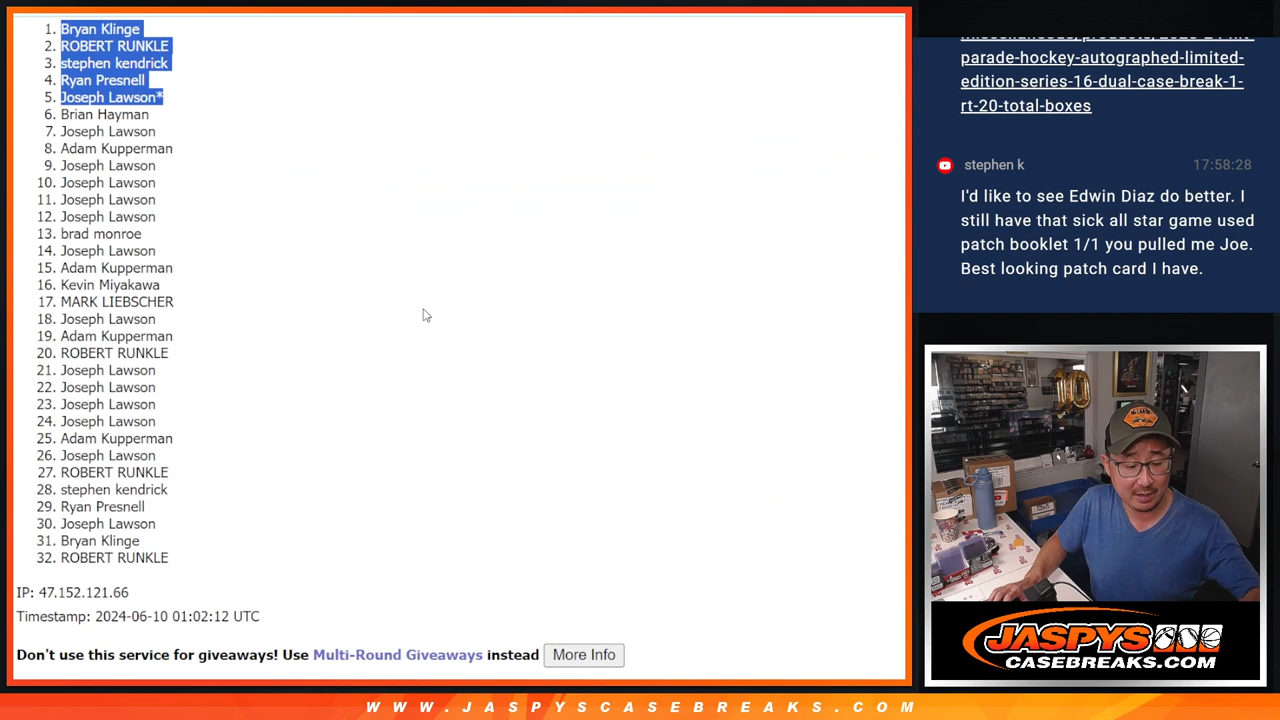 1. Bryan Klinge
2. ROBERT RUNKLE
3. stephen kendrick
4. Ryan Presnell
5. Joseph Lawson*
6. Brian Hayman
7. Joseph Lawson
8. Adam Kupperman
9. Joseph Lawson
10. Joseph Lawson
11. Joseph Lawson
12. Joseph Lawson
13. brad monroe
14. Joseph Lawson
15. Adam Kupperman
16. Kevin Miyakawa
17. MARK LIEBSCHER
18. Joseph Lawson
19. Adam Kupperman
20. ROBERT RUNKLE
21. Joseph Lawson
22. Joseph Lawson
23. Joseph Lawson
24. Joseph Lawson
25. Adam Kupperman
26. Joseph Lawson
27. ROBERT RUNKLE
28. stephen kendrick
29. Ryan Presnell
30. Joseph Lawson
31. Bryan Klinge
32. ROBERT RUNKLE
IP: 47.152.121.66
Timestamp: 2024-06-10 01:02:12 UTC
Don't use this service for giveaways! Use Multi-Round Giveaways instead More Info
parade-hockey-autographed-limited-
edition-series-16-dual-case-break-1-
rt-20-total-boxes
stephen k 17:58:28
I'd like to see Edwin Diaz do better. I
still have that sick all star game used
patch booklet 1/1 you pulled me Joe.
Best looking patch card I have.
JASPYS
CASEBREAKS.COM
WWW.JASPYSCASEBREAKS.COM